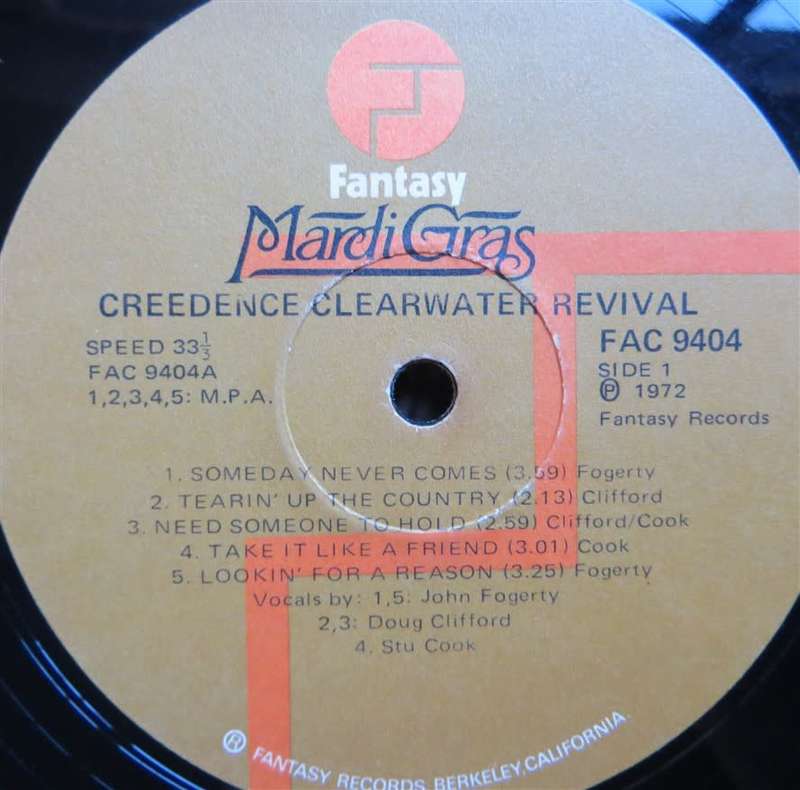 Fantasy
Mardi Gras
CREEDENCE CLEARWATER REVIVAL
SPEED 33 1/3
FAC 9404A
1,2,3,4,5: M.P.A.
FAC 9404
SIDE 1
℗ 1972
Fantasy Records
1. SOMEDAY NEVER COMES (3.59) Fogerty
2. TEARIN' UP THE COUNTRY (2.13) Clifford
3. NEED SOMEONE TO HOLD (2.59) Clifford/Cook
4. TAKE IT LIKE A FRIEND (3.01) Cook
5. LOOKIN' FOR A REASON (3.25) Fogerty
Vocals by: 1,5: John Fogerty
2,3: Doug Clifford
4. Stu Cook
® FANTASY RECORDS, BERKELEY, CALIFORNIA.